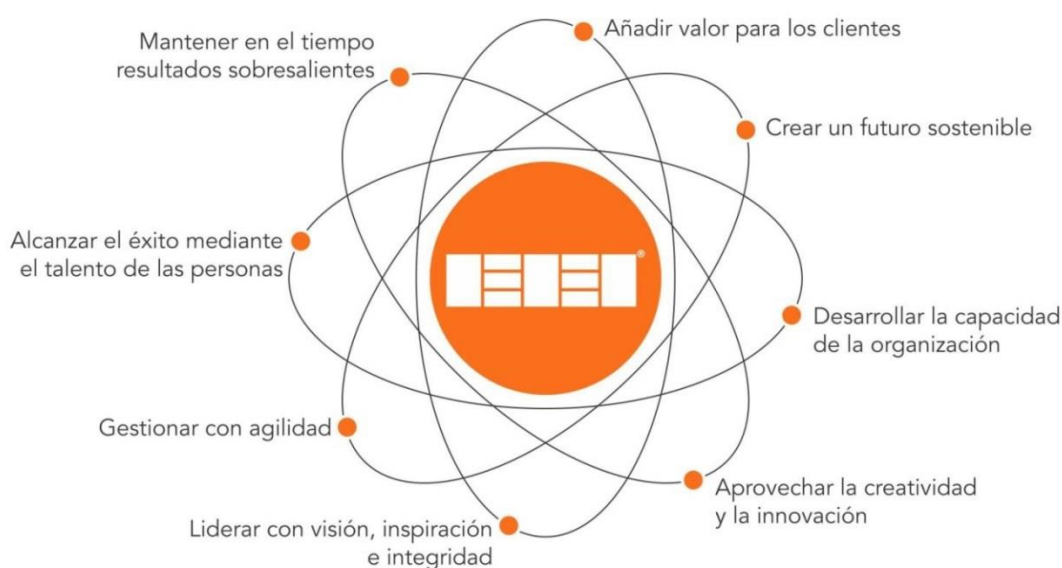 Añadir valor para los clientes
Crear un futuro sostenible
Desarrollar la capacidad
de la organización
Aprovechar la creatividad
y la innovación
Liderar con visión, inspiración
e integridad
Gestionar con agilidad
Alcanzar el éxito mediante
el talento de las personas
Mantener en el tiempo
resultados sobresalientes
®